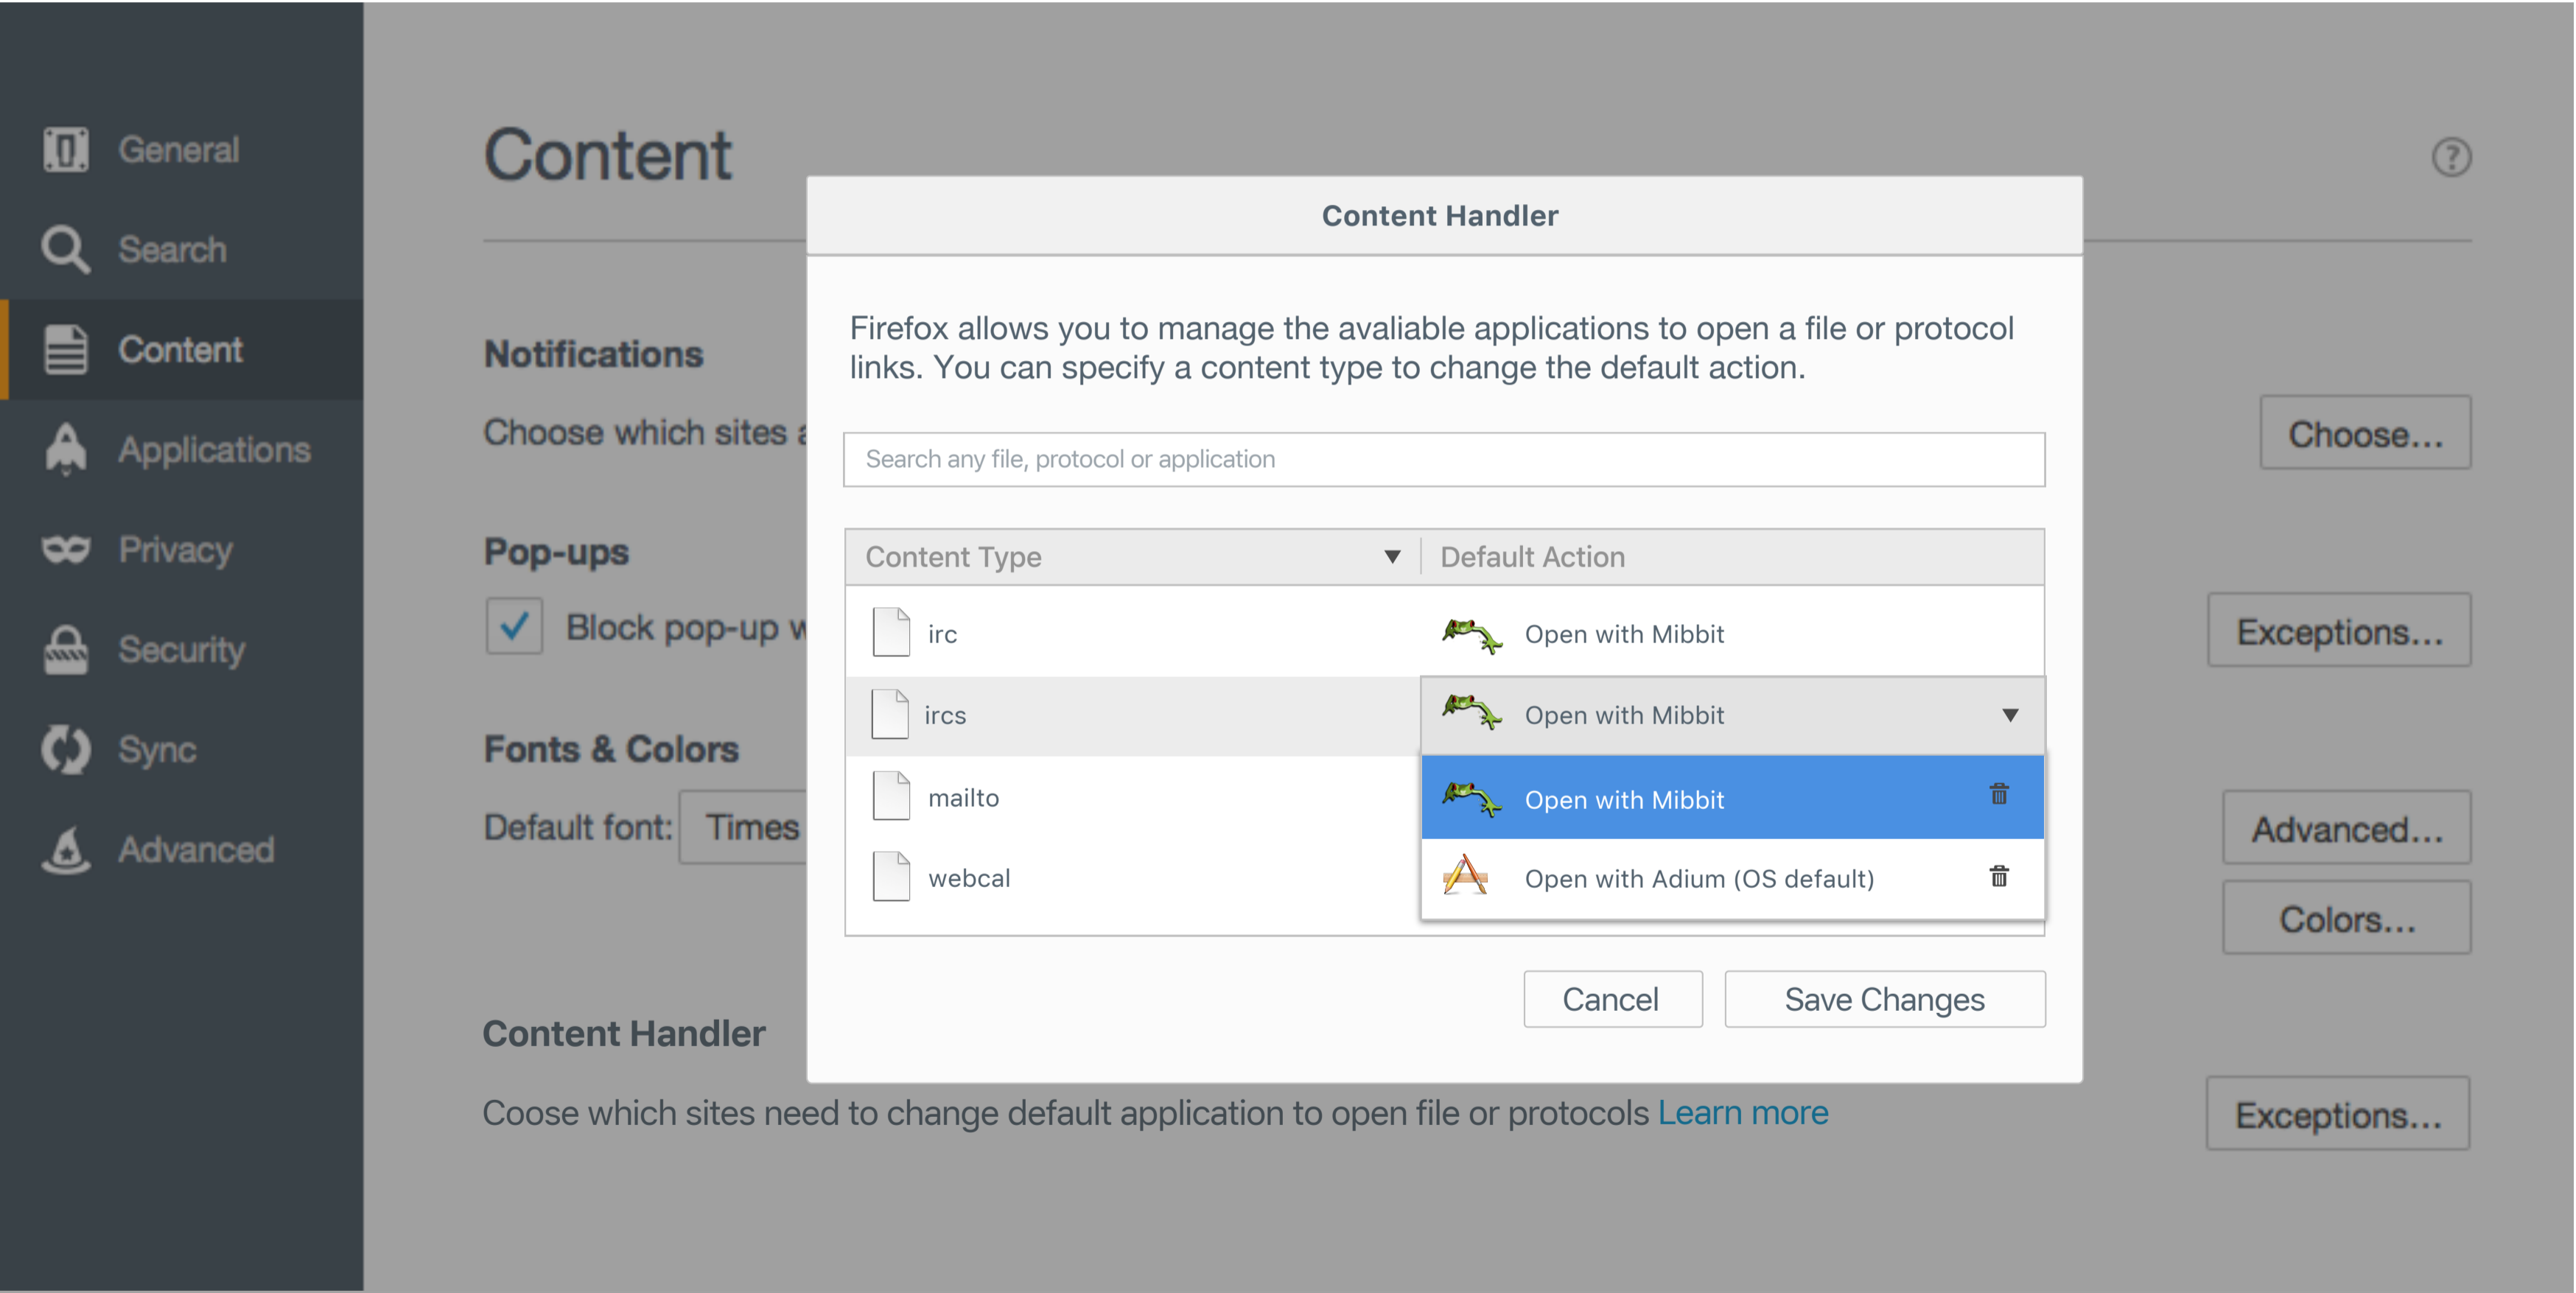 General
Search
Content
Applications
Privacy
Security
Sync
Advanced
Content
Notifications
Choose which sites
Choose...
Pop-ups
Block pop-up
Exceptions...
Fonts & Colors
Default font: Times
Advanced...
Colors...
Content Handler
Coose which sites need to change default application to open file or protocols Learn more
Exceptions...
Content Handler
Firefox allows you to manage the avaliable applications to open a file or protocol
links. You can specify a content type to change the default action.
Search any file, protocol or application
Content Type Default Action
irc Open with Mibbit
ircs Open with Mibbit
mailto Open with Mibbit
webcal Open with Adium (OS default)
Cancel Save Changes